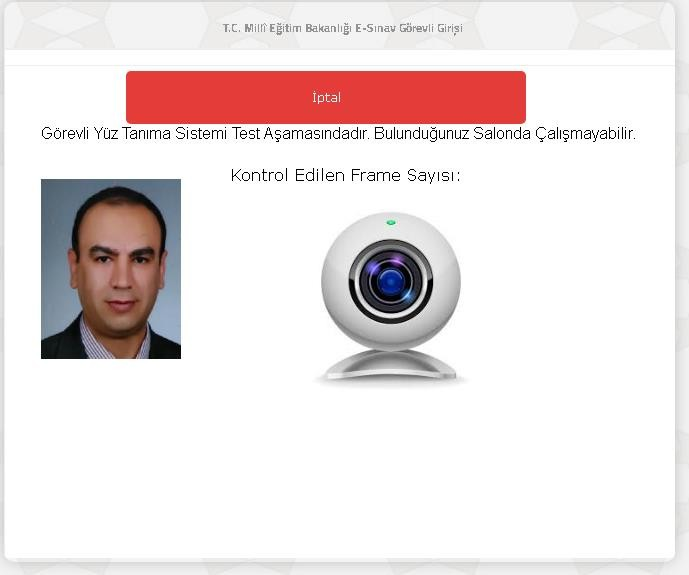 T.C. Millî Eğitim Bakanlığı E-Sınav Görevli Girişi
İptal
Görevli Yüz Tanıma Sistemi Test Aşamasındadır. Bulunduğunuz Salonda Çalışmayabilir.
Kontrol Edilen Frame Sayısı: